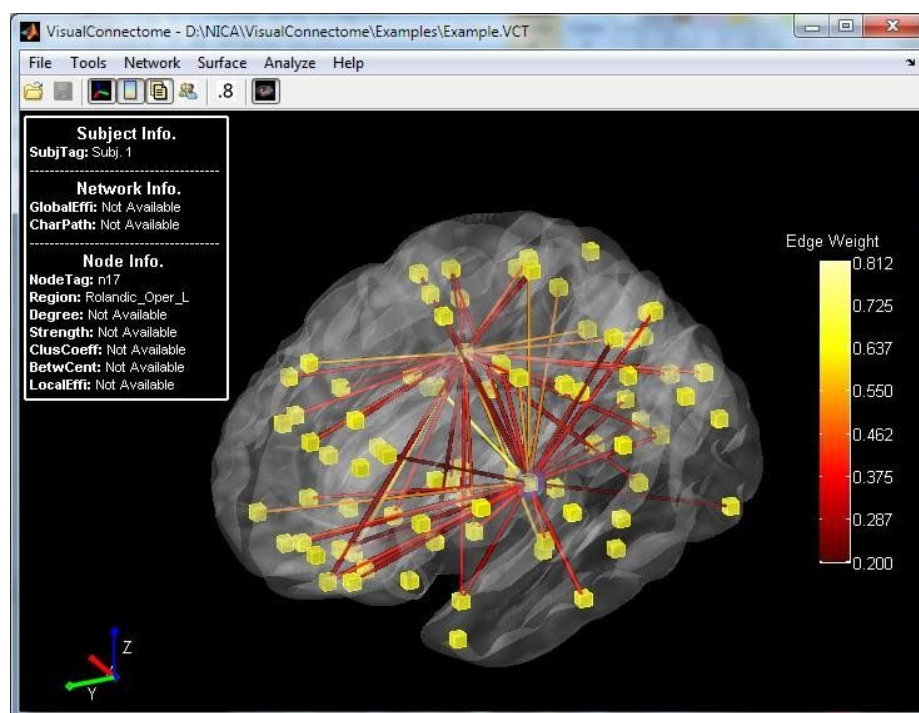 VisualConnectome - D:\NICA\VisualConnectome\Examples\Example.VCT
File Tools Network Surface Analyze Help
.8
Subject Info.
SubjTag: Subj. 1
Network Info.
GlobalEffi: Not Available
CharPath: Not Available
Node Info.
NodeTag: n17
Region: Rolandic_Oper_L
Degree: Not Available
Strength: Not Available
ClusCoeff: Not Available
BetwCent: Not Available
LocalEffi: Not Available
Edge Weight
0.812
0.725
0.637
0.550
0.462
0.375
0.287
0.200
Z
Y